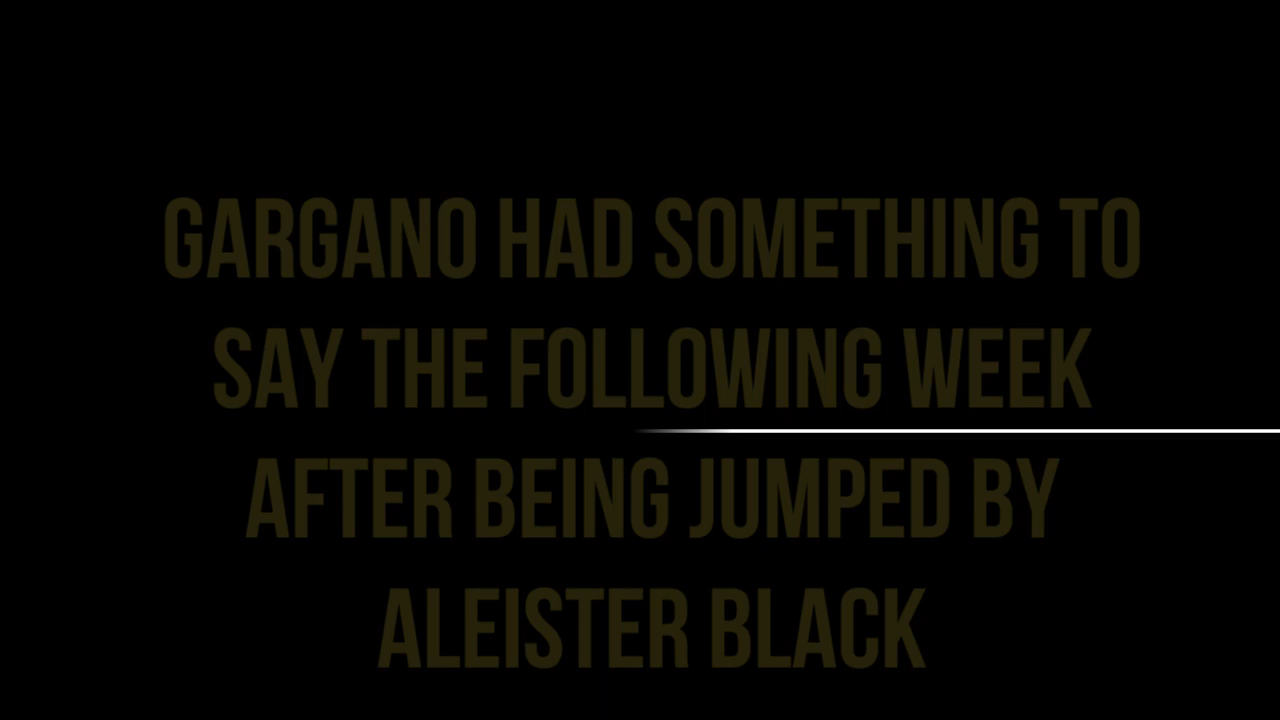 GARGANO HAD SOMETHING TO
SAY THE FOLLOWING WEEK
AFTER BEING JUMPED BY
ALEISTER BLACK